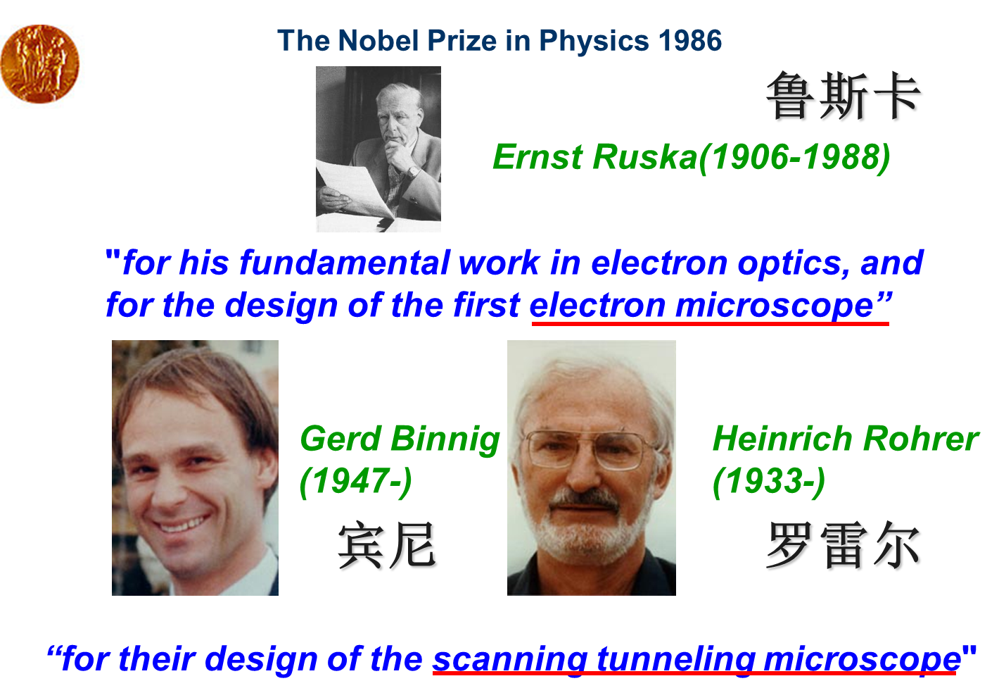 The Nobel Prize in Physics 1986
鲁斯卡
Ernst Ruska(1906-1988)
"for his fundamental work in electron optics, and
for the design of the first electron microscope”
Gerd Binnig
(1947-)
宾尼
Heinrich Rohrer
(1933-)
罗雷尔
“for their design of the scanning tunneling microscope"